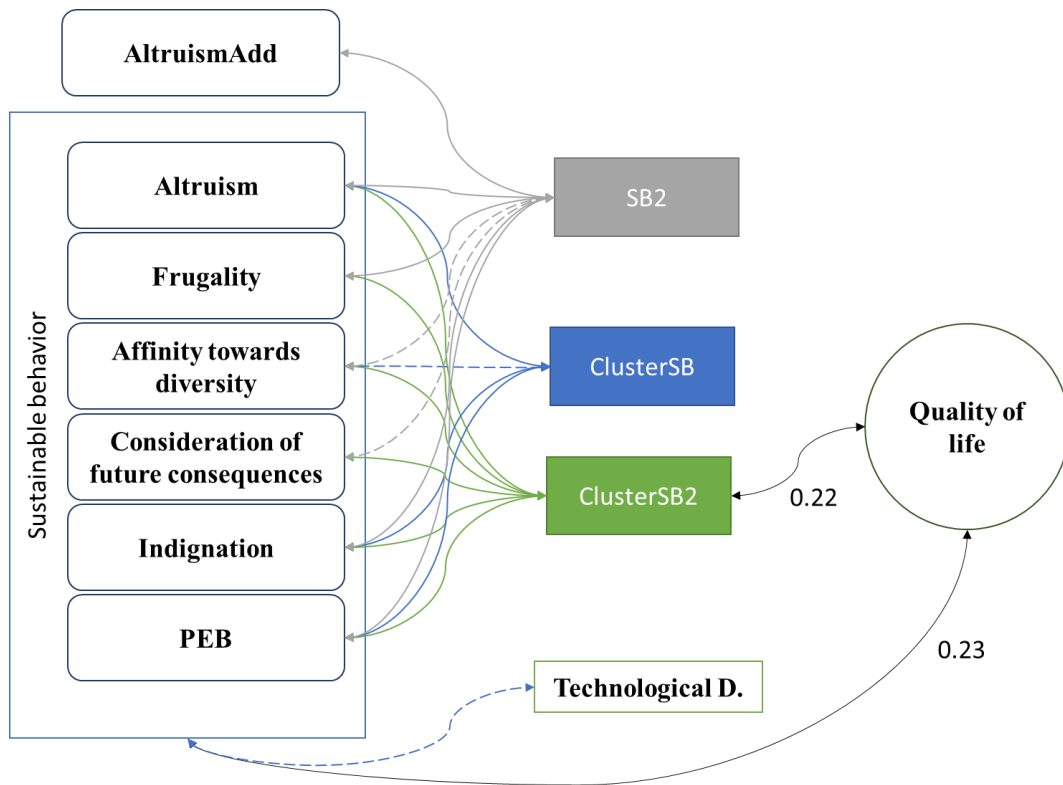 AltruismAdd
Sustainable behavior
Altruism
Frugality
Affinity towards
diversity
Consideration of
future consequences
Indignation
PEB
SB2
ClusterSB
ClusterSB2
Technological D.
Quality of
life
0.22
0.23